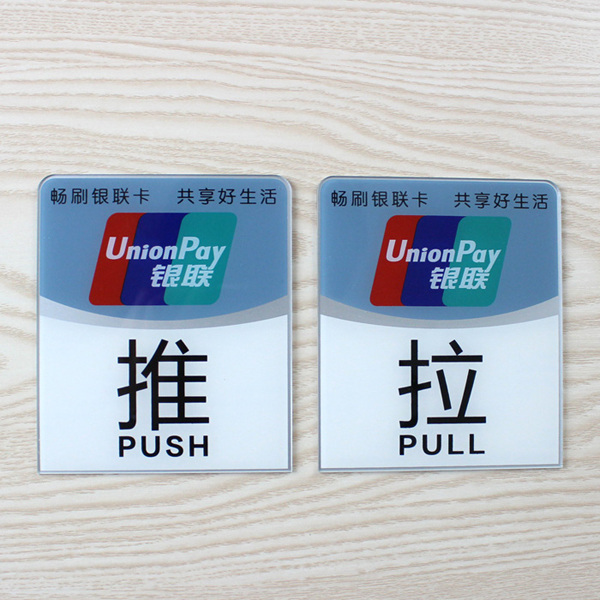 畅刷银联卡 共享好生活
UnionPay
银联
推
PUSH
畅刷银联卡 共享好生活
UnionPay
银联
拉
PULL